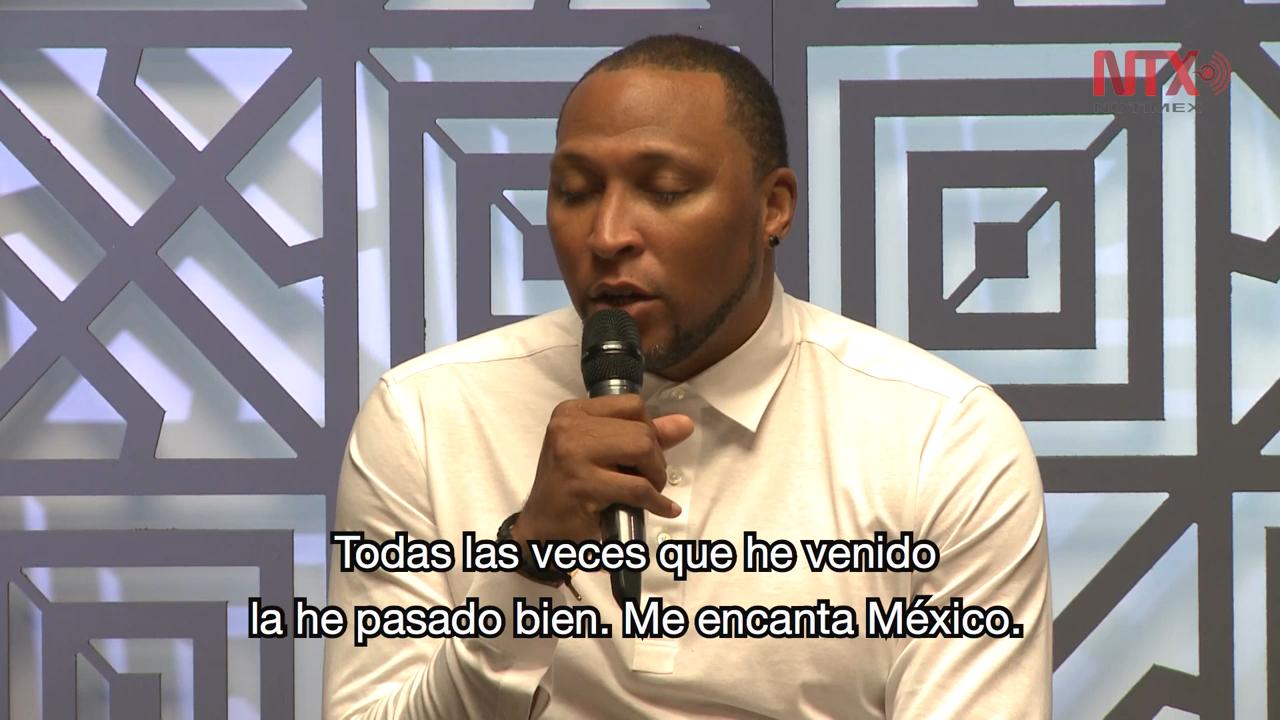 NTX
NOTIMEX
Todas las veces que he venido
la he pasado bien. Me encanta México.